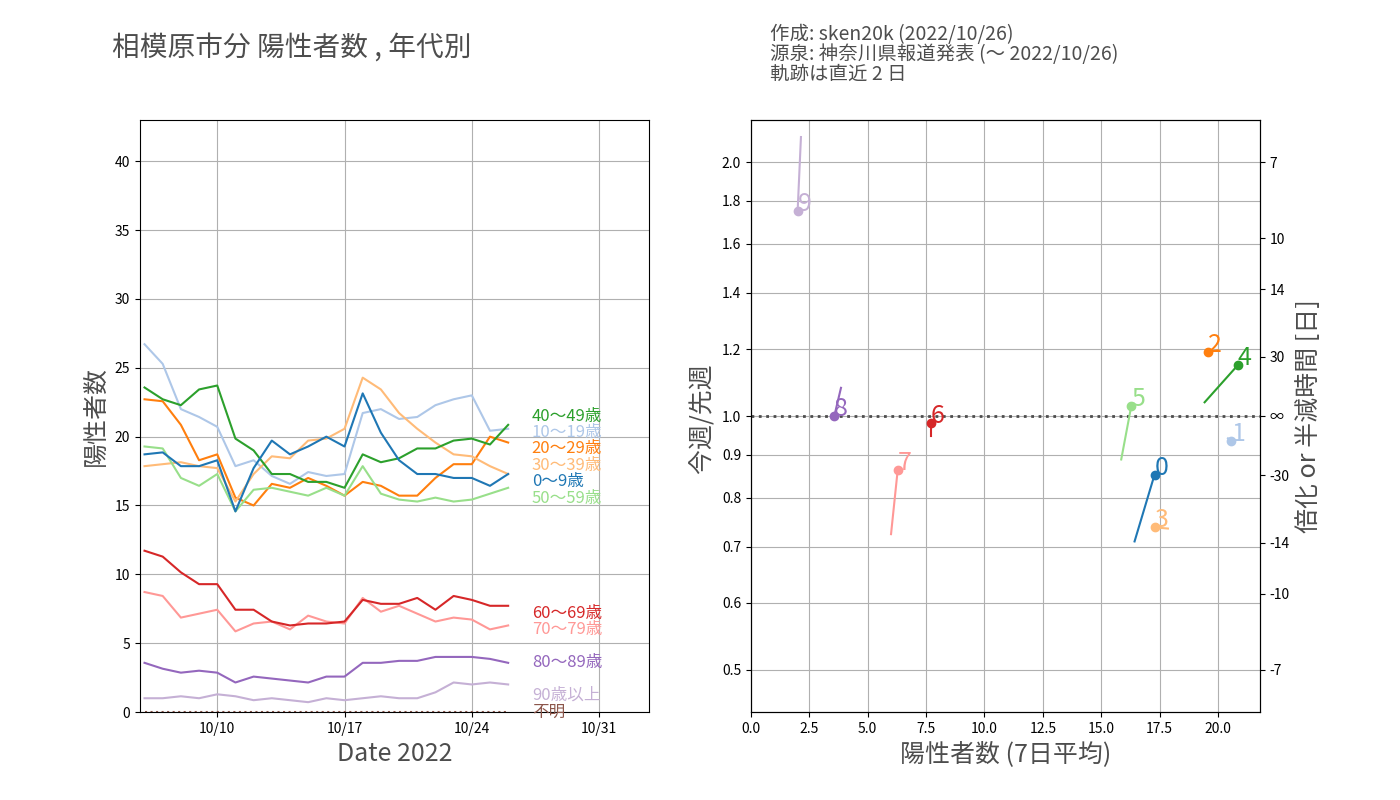 相模原市分 陽性者数 , 年代別
作成: sken20k (2022/10/26)
源泉: 神奈川県報道発表 (～ 2022/10/26)
軌跡は直近 2 日
陽性者数
40
35
30
25
20
15
10
5
0
10/10
10/17
10/24
10/31
Date 2022
40～49歳
10～19歳
20～29歳
30～39歳
0～9歳
50～59歳
60～69歳
70～79歳
80～89歳
90歳以上
不明
今週/先週
2.0
1.8
1.6
1.4
1.2
1.0
0.9
0.8
0.7
0.6
0.5
0.0
2.5
5.0
7.5
10.0
12.5
15.0
17.5
20.0
陽性者数 (7日平均)
9
2
4
5
8
6
1
7
0
3
7
10
14
30
∞
-30
-14
-10
-7
倍化 or 半減時間 [日]